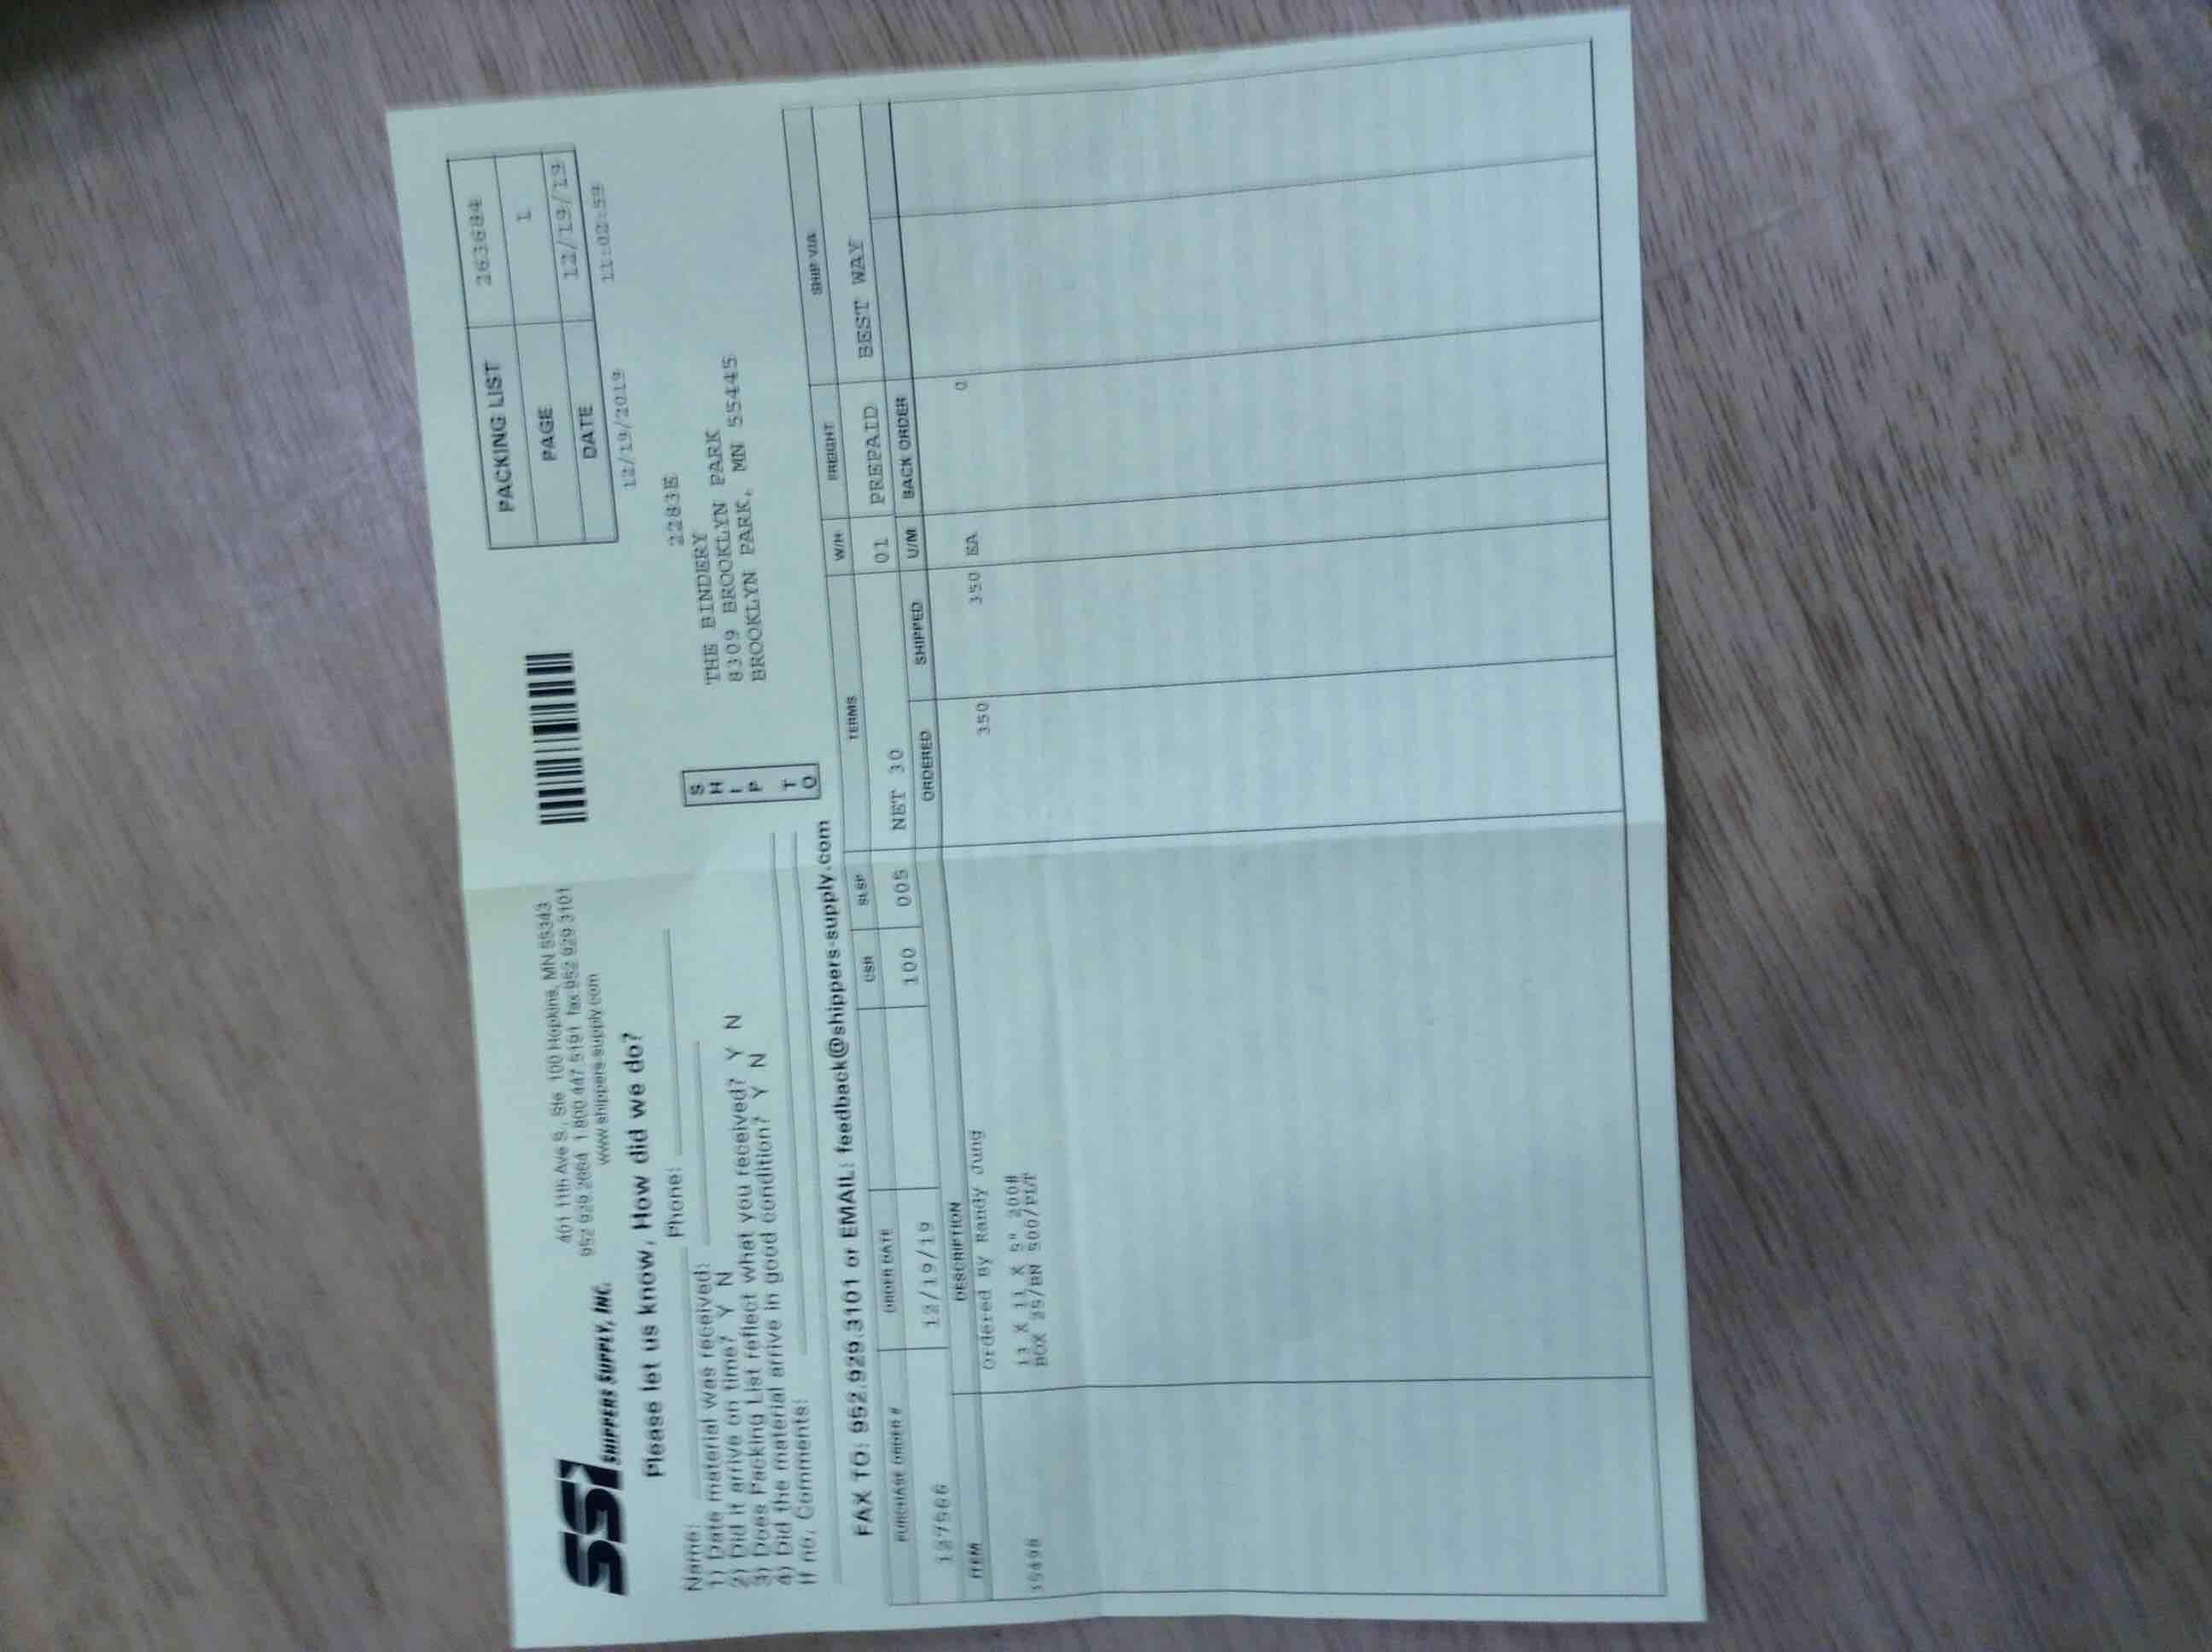 SSI SHIPPERS SUPPLY, INC.
401 11th Ave S., Ste 100 Hopkins, MN 55343
952 929 2664 1 800 447 5191 fax 952 929 3101
www.shippers-supply.com
PACKING LIST 263684
PAGE 1
DATE 12/19/19
12/19/2019 11:02:59
Please let us know, How did we do?
Name: Phone:
1) Date material was received:
2) Did it arrive on time? Y N
3) Does Packing List reflect what you received? Y N
4) Did the material arrive in good condition? Y N
If no, Comments:
FAX TO: 952.929.3101 or EMAIL: feedback@shippers-supply.com
SHIP TO
2283E
THE BINDERY
8309 BROOKLYN PARK
BROOKLYN PARK, MN 55445
PURCHASE ORDER # ORDER DATE CSR SLSP TERMS W/H FREIGHT SHIP VIA
127566 12/19/19 100 005 NET 30 01 PREPAID BEST WAY
ITEM DESCRIPTION ORDERED SHIPPED U/M BACK ORDER
Ordered By Randy Jung 350 350 EA 0
13 X 11 X 5" 200#
35498 BOX 25/BN 500/PLT